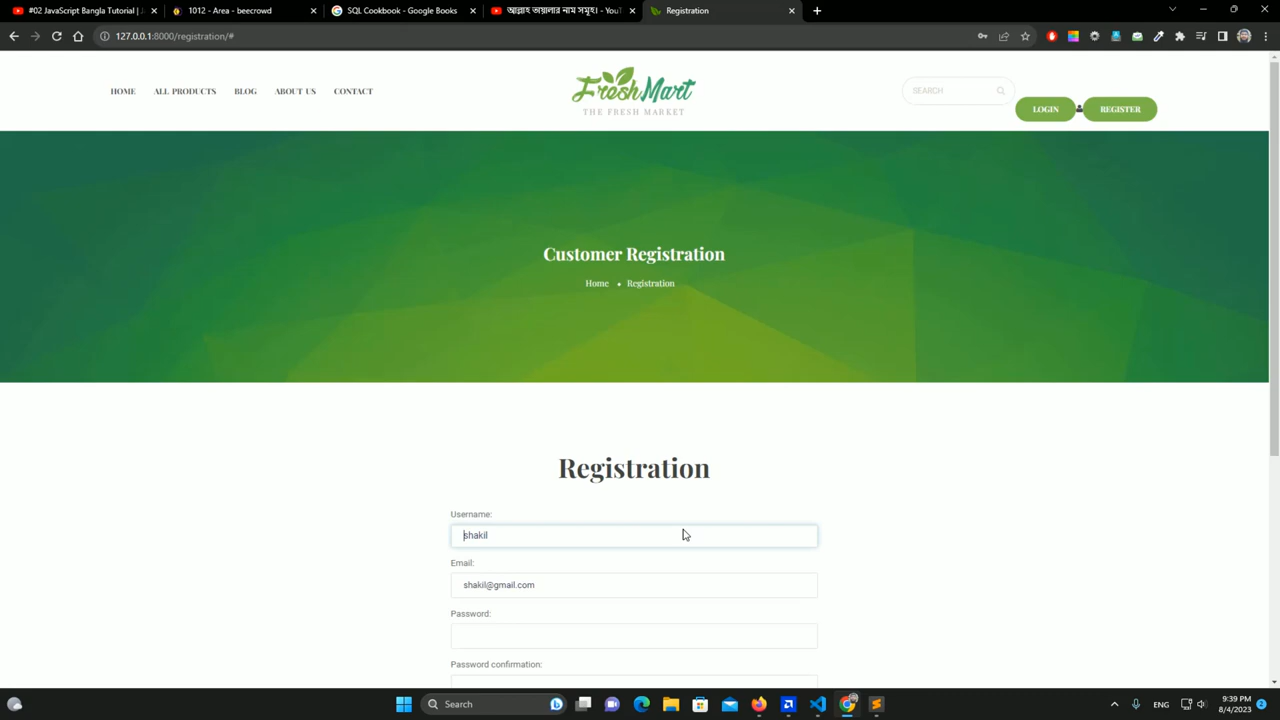 #02 JavaScript Bangla Tutorial | J
1012 - Area - beecrowd
SQL Cookbook - Google Books
আল্লাহ তায়ালার নাম সমূহ। - YouT
Registration
127.0.0.1:8000/registration/#
HOME
ALL PRODUCTS
BLOG
ABOUT US
CONTACT
FreshMart
THE FRESH MARKET
SEARCH
LOGIN
REGISTER
Customer Registration
Home • Registration
Registration
Username:
shakil
Email:
shakil@gmail.com
Password:
Password confirmation:
Search
ENG
9:39 PM
8/4/2023
2